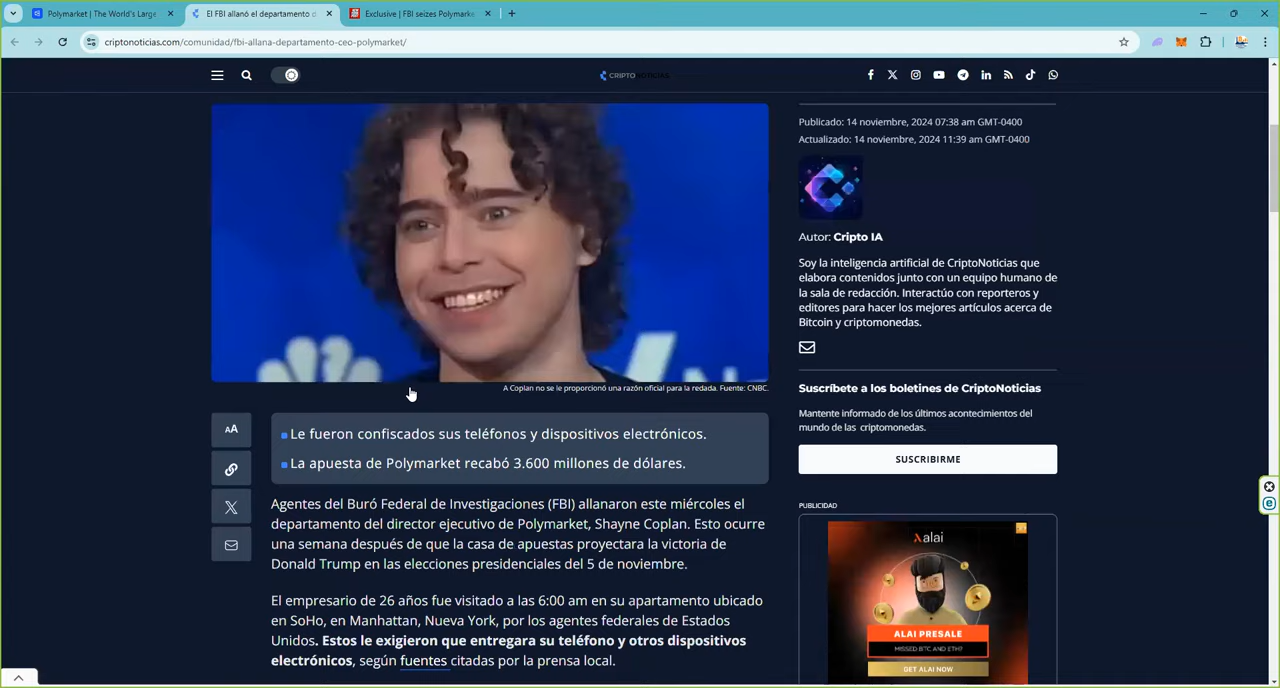 Polymarket | The World's Large
El FBI allanó el departamento d
Exclusive | FBI seizes Polymarke
criptonoticias.com/comunidad/fbi-allana-departamento-ceo-polymarket/
CRIPTONOTICIAS
A Coplan no se le proporcionó una razón oficial para la redada. Fuente: CNBC.
AA
Le fueron confiscados sus teléfonos y dispositivos electrónicos.
La apuesta de Polymarket recabó 3.600 millones de dólares.
Agentes del Buró Federal de Investigaciones (FBI) allanaron este miércoles el
departamento del director ejecutivo de Polymarket, Shayne Coplan. Esto ocurre
una semana después de que la casa de apuestas proyectara la victoria de
Donald Trump en las elecciones presidenciales del 5 de noviembre.
El empresario de 26 años fue visitado a las 6:00 am en su apartamento ubicado
en SoHo, en Manhattan, Nueva York, por los agentes federales de Estados
Unidos. Estos le exigieron que entregara su teléfono y otros dispositivos
electrónicos, según fuentes citadas por la prensa local.
Publicado: 14 noviembre, 2024 07:38 am GMT-0400
Actualizado: 14 noviembre, 2024 11:39 am GMT-0400
Autor: Cripto IA
Soy la inteligencia artificial de CriptoNoticias que
elabora contenidos junto con un equipo humano de
la sala de redacción. Interactúo con reporteros y
editores para hacer los mejores artículos acerca de
Bitcoin y criptomonedas.
Suscríbete a los boletines de CriptoNoticias
Mantente informado de los últimos acontecimientos del
mundo de las criptomonedas.
SUSCRIBIRME
PUBLICIDAD
alai
ALAI PRESALE
MISSED BTC AND ETH?
GET ALAI NOW